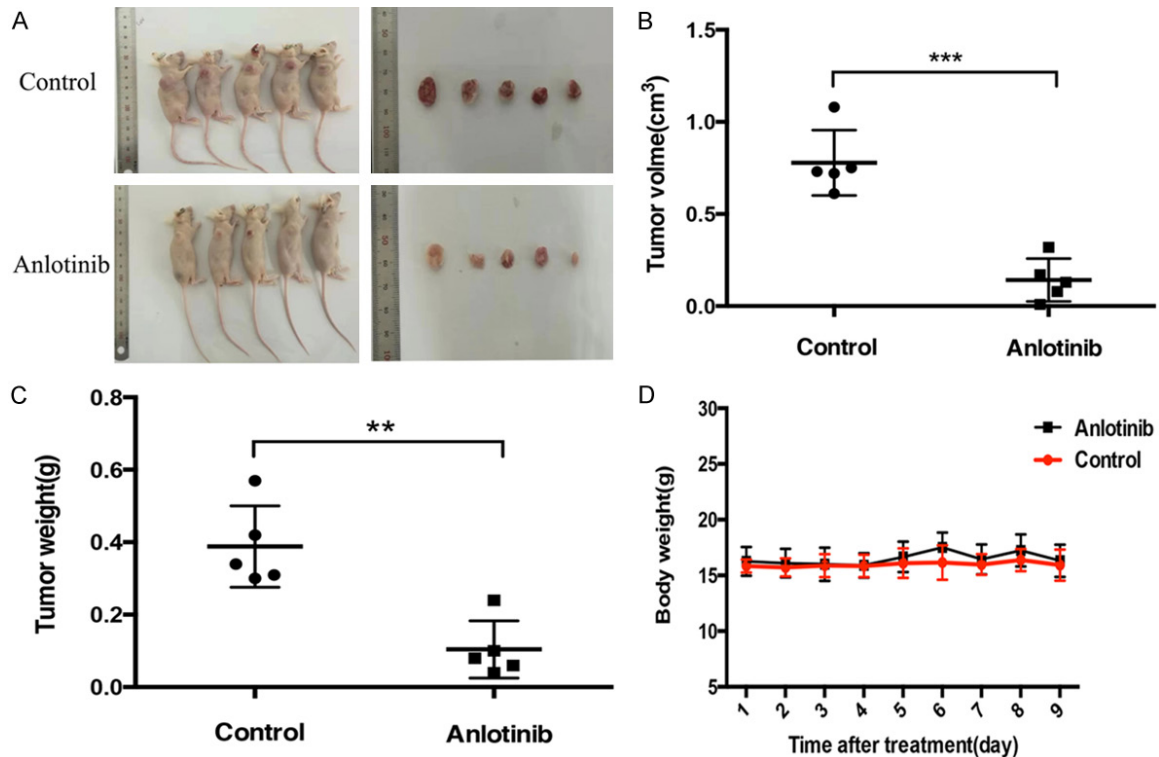 A
Control
Anlotinib
B
Tumor volme(cm³)
1.5
1.0
0.5
0.0
***
Control
Anlotinib
C
Tumor weight(g)
0.8
0.6
0.4
0.2
0.0
**
Control
Anlotinib
D
Body weight(g)
30
25
20
15
10
5
Anlotinib
Control
1 2 3 4 5 6 7 8 9
Time after treatment(day)